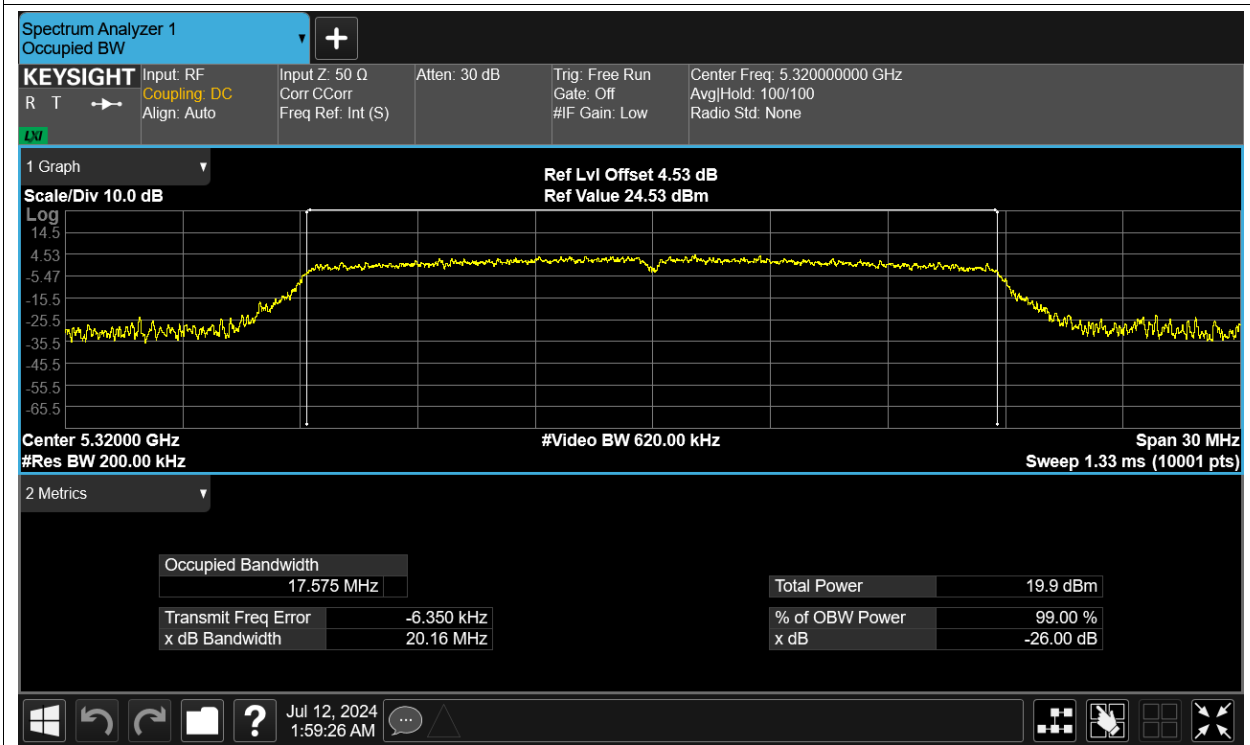 Spectrum Analyzer 1
Occupied BW
KEYSIGHT
R T
LXI
Input: RF
Coupling: DC
Align: Auto
Input Z: 50 Ω
Corr CCorr
Freq Ref: Int (S)
Atten: 30 dB
Trig: Free Run
Gate: Off
#IF Gain: Low
Center Freq: 5.320000000 GHz
Avg|Hold: 100/100
Radio Std: None
1 Graph
Scale/Div 10.0 dB
Ref Lvl Offset 4.53 dB
Ref Value 24.53 dBm
Log
14.5
4.53
-5.47
-15.5
-25.5
-35.5
-45.5
-55.5
-65.5
Center 5.32000 GHz
#Res BW 200.00 kHz
#Video BW 620.00 kHz
Span 30 MHz
Sweep 1.33 ms (10001 pts)
2 Metrics
Occupied Bandwidth
17.575 MHz
Transmit Freq Error -6.350 kHz
x dB Bandwidth 20.16 MHz
Total Power 19.9 dBm
% of OBW Power 99.00 %
x dB -26.00 dB
?
Jul 12, 2024
1:59:26 AM